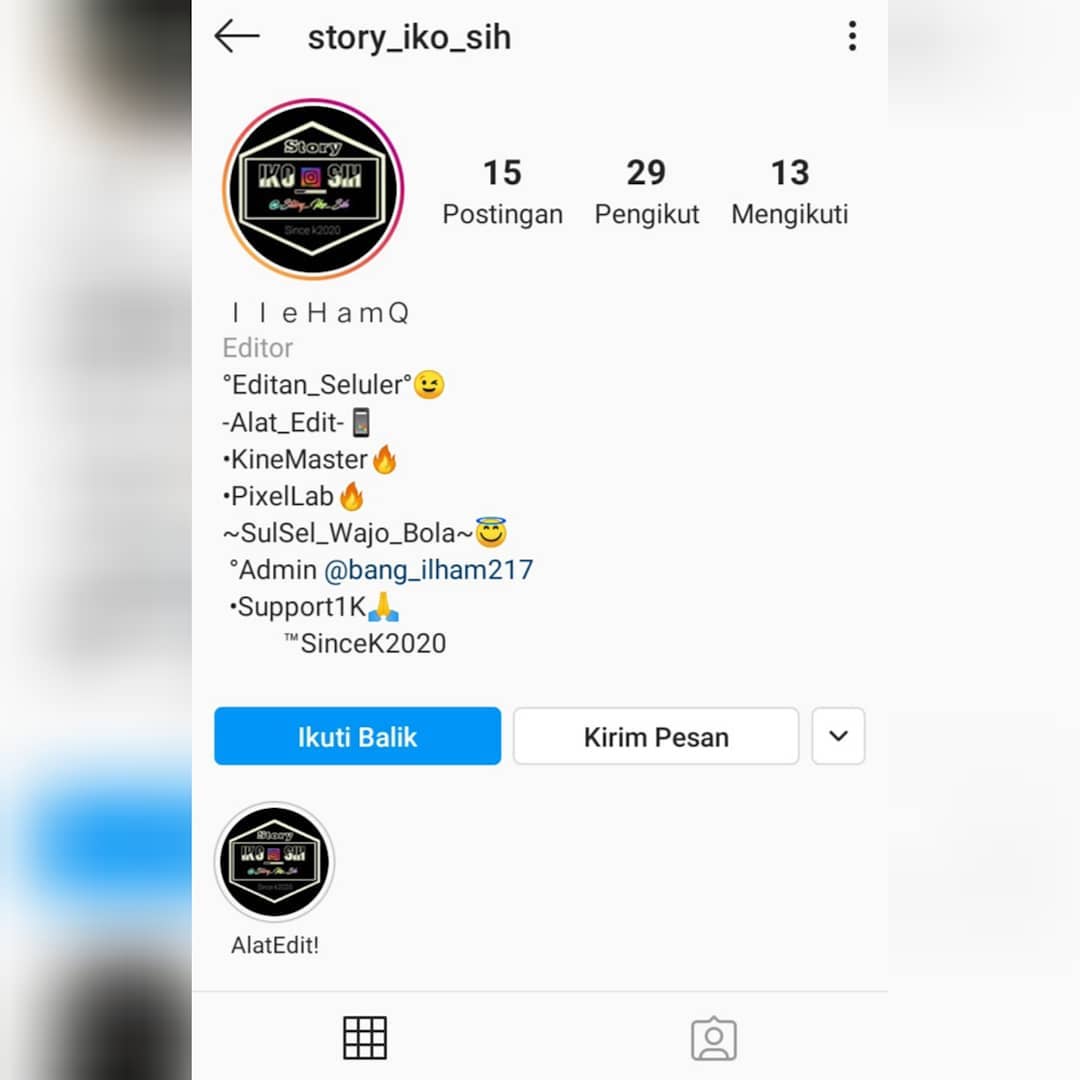 story_iko_sih
Story
IKO SIH
@Story_Iko_Sih
Since k2020
15 29 13
Postingan Pengikut Mengikuti
I l e H a m Q
Editor
°Editan_Seluler°😉
-Alat_Edit-📱
•KineMaster🔥
•PixelLab🔥
~SulSel_Wajo_Bola~😇
°Admin @bang_ilham217
•Support1K🙏
™SinceK2020
Ikuti Balik Kirim Pesan
Story
IKO SIH
@Story_Iko_Sih
Since k2020
AlatEdit!